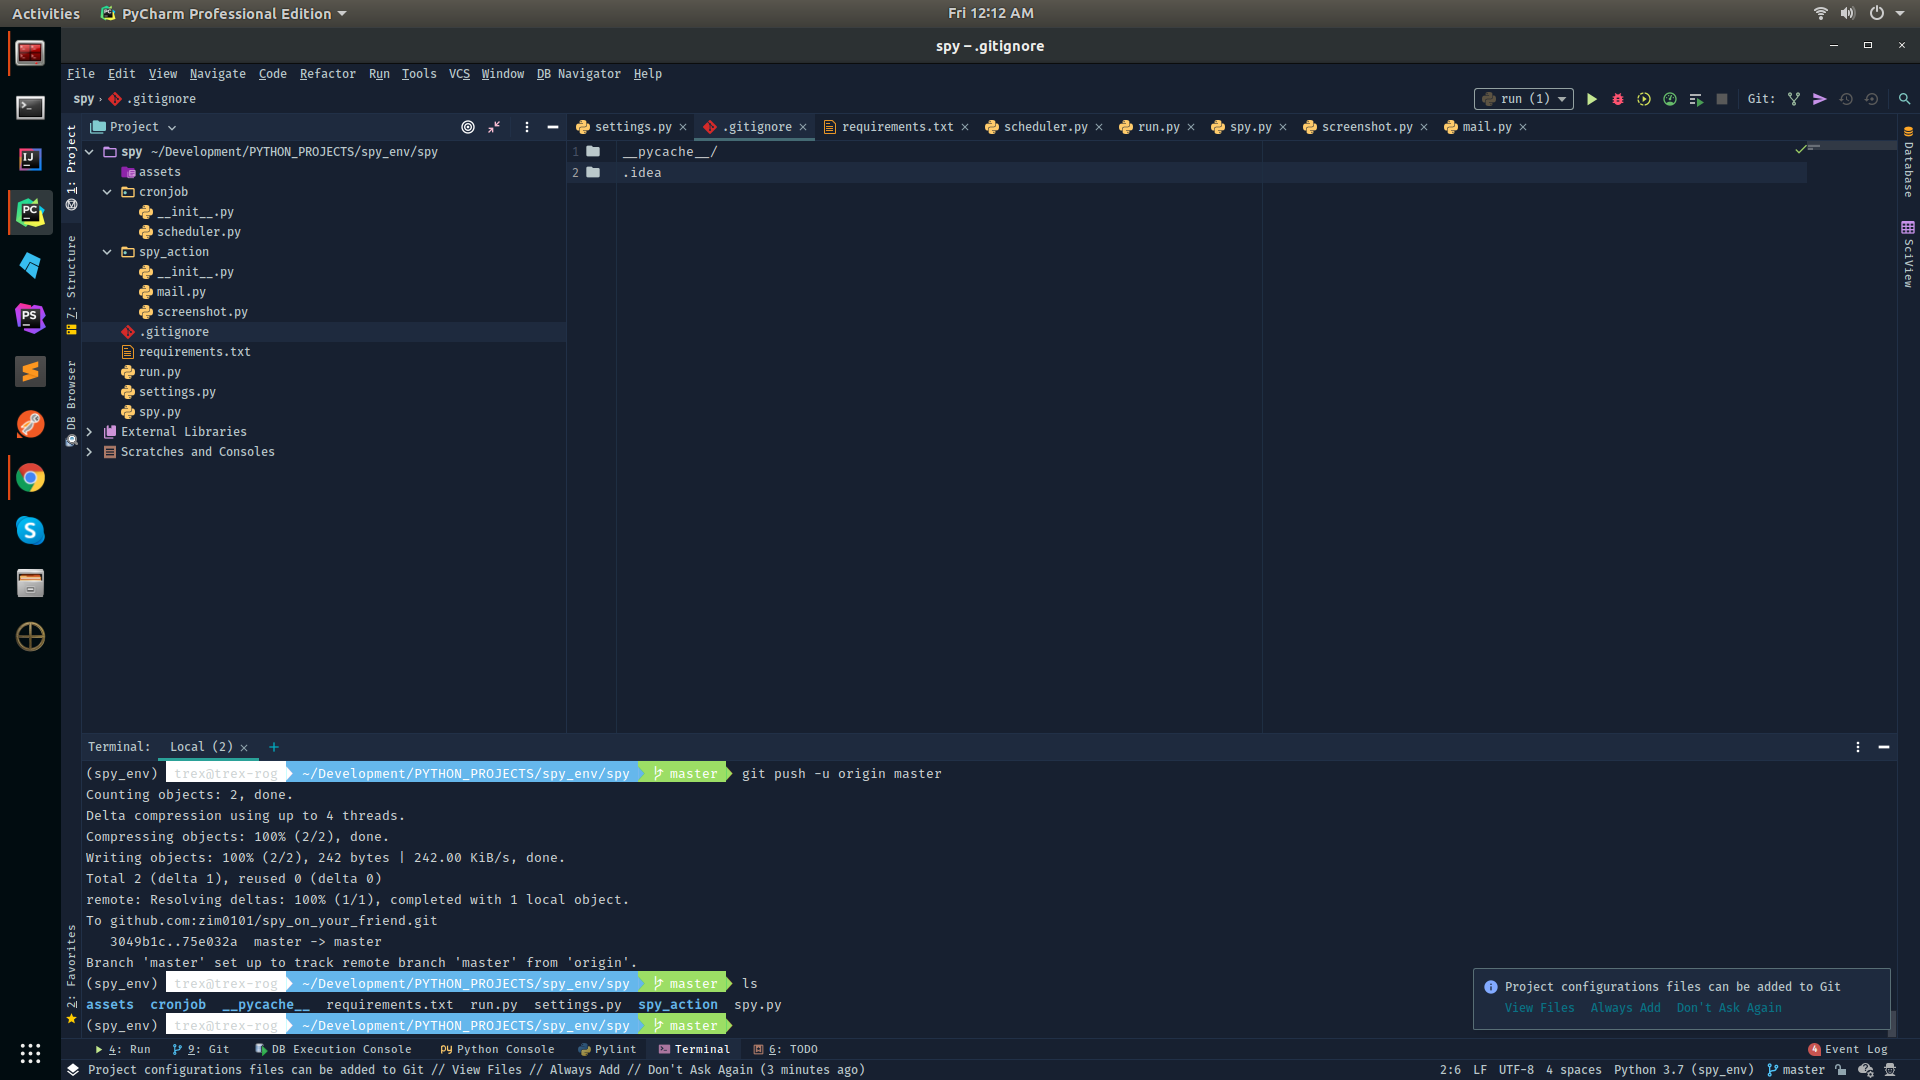 Activities PyCharm Professional Edition Fri 12:12 AM
spy – .gitignore
File Edit View Navigate Code Refactor Run Tools VCS Window DB Navigator Help
spy › .gitignore run (1) Git:
Project settings.py .gitignore requirements.txt scheduler.py run.py spy.py screenshot.py mail.py
spy ~/Development/PYTHON_PROJECTS/spy_env/spy
assets
cronjob
__init__.py
scheduler.py
spy_action
__init__.py
mail.py
screenshot.py
.gitignore
requirements.txt
run.py
settings.py
spy.py
External Libraries
Scratches and Consoles
1 __pycache__/
2 .idea
1: Project
7: Structure
DB Browser
2: Favorites
Database
SciView
Terminal: Local (2) +
(spy_env) trex@trex-rog ~/Development/PYTHON_PROJECTS/spy_env/spy master git push -u origin master
Counting objects: 2, done.
Delta compression using up to 4 threads.
Compressing objects: 100% (2/2), done.
Writing objects: 100% (2/2), 242 bytes | 242.00 KiB/s, done.
Total 2 (delta 1), reused 0 (delta 0)
remote: Resolving deltas: 100% (1/1), completed with 1 local object.
To github.com:zim0101/spy_on_your_friend.git
3049b1c..75e032a master -> master
Branch 'master' set up to track remote branch 'master' from 'origin'.
(spy_env) trex@trex-rog ~/Development/PYTHON_PROJECTS/spy_env/spy master ls
assets cronjob __pycache__ requirements.txt run.py settings.py spy_action spy.py
(spy_env) trex@trex-rog ~/Development/PYTHON_PROJECTS/spy_env/spy master
Project configurations files can be added to Git
View Files Always Add Don't Ask Again
4: Run 9: Git DB Execution Console Python Console Pylint Terminal 6: TODO 4 Event Log
Project configurations files can be added to Git // View Files // Always Add // Don't Ask Again (3 minutes ago) 2:6 LF UTF-8 4 spaces Python 3.7 (spy_env) master